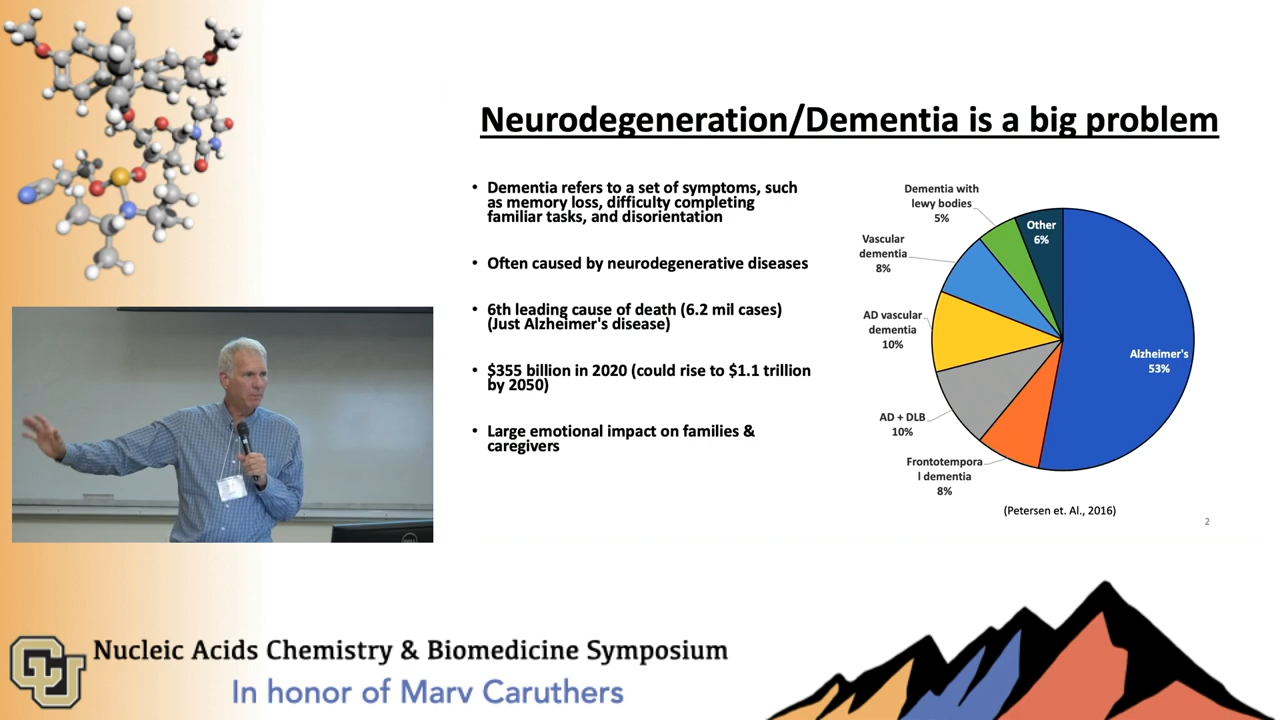 Neurodegeneration/Dementia is a big problem
• Dementia refers to a set of symptoms, such
as memory loss, difficulty completing
familiar tasks, and disorientation
• Often caused by neurodegenerative diseases
• 6th leading cause of death (6.2 mil cases)
(Just Alzheimer's disease)
• $355 billion in 2020 (could rise to $1.1 trillion
by 2050)
• Large emotional impact on families &
caregivers
Dementia with
lewy bodies
5%
Other
6%
Vascular
dementia
8%
AD vascular
dementia
10%
Alzheimer's
53%
AD + DLB
10%
Frontotempora
l dementia
8%
(Petersen et. Al., 2016)
2
CU
Nucleic Acids Chemistry & Biomedicine Symposium
In honor of Marv Caruthers